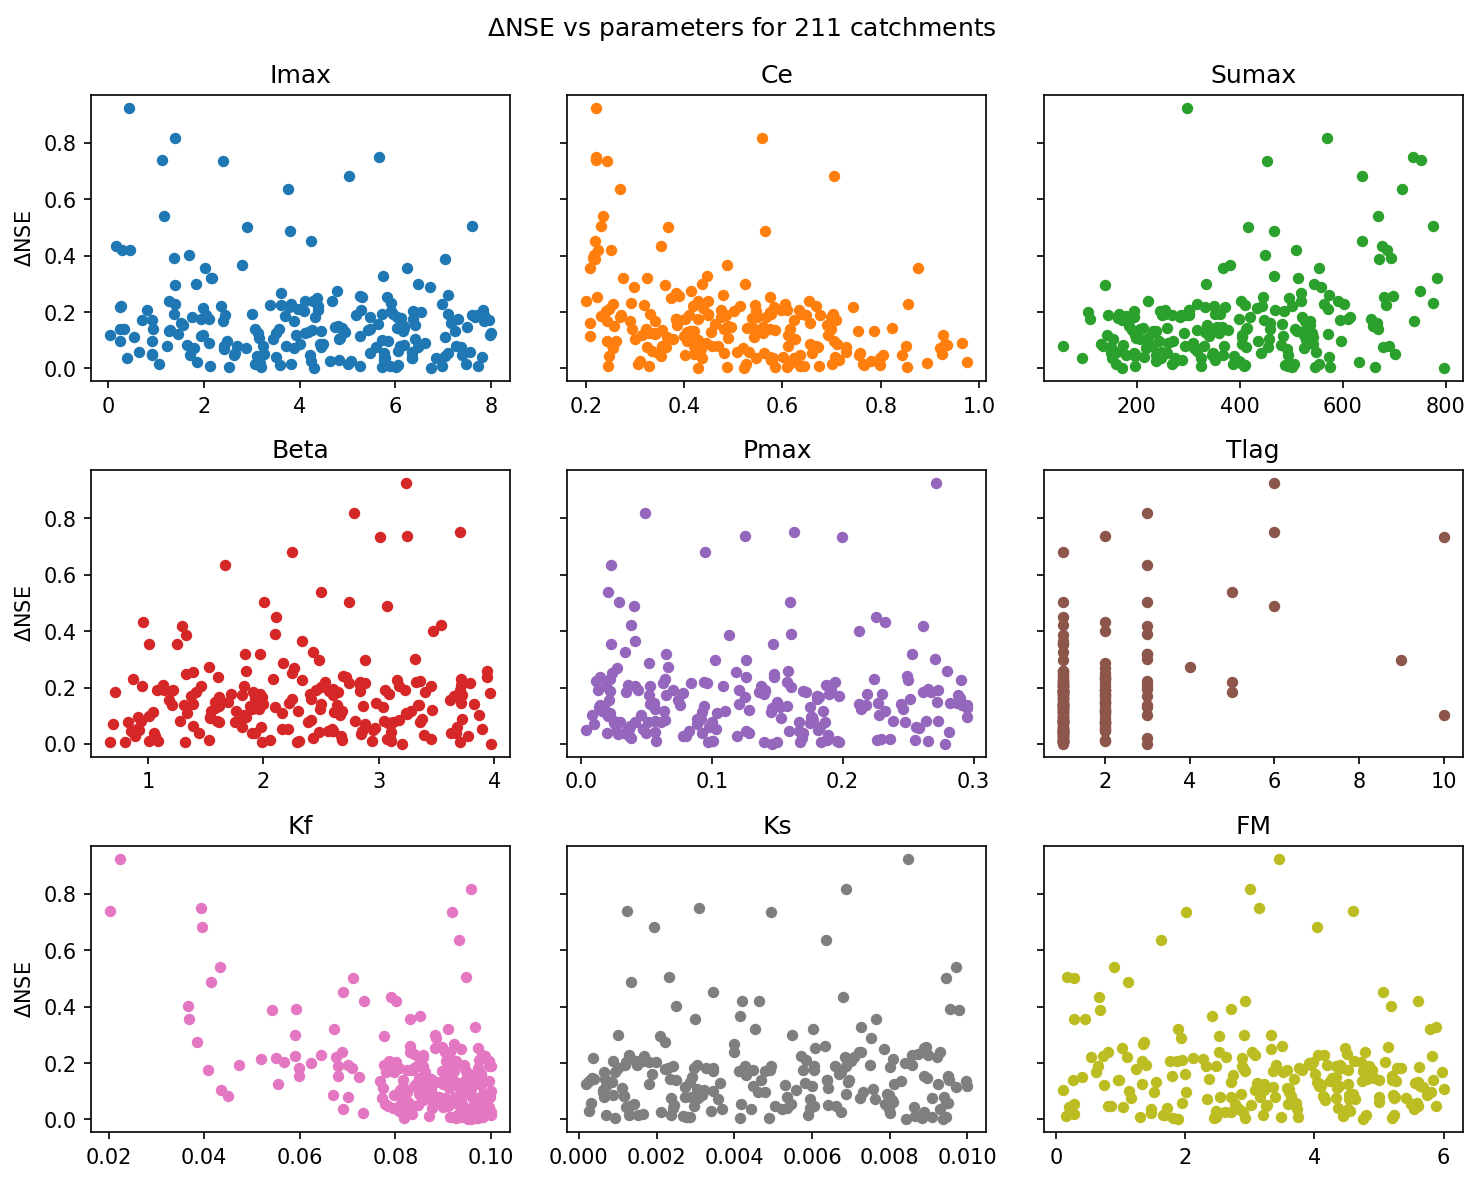 ΔNSE vs parameters for 211 catchments
Imax
Ce
Sumax
ΔNSE
0.8
0.6
0.4
0.2
0.0
0 2 4 6 8
0.2 0.4 0.6 0.8 1.0
200 400 600 800
Beta
Pmax
Tlag
ΔNSE
0.8
0.6
0.4
0.2
0.0
1 2 3 4
0.0 0.1 0.2 0.3
2 4 6 8 10
Kf
Ks
FM
ΔNSE
0.8
0.6
0.4
0.2
0.0
0.02 0.04 0.06 0.08 0.10
0.000 0.002 0.004 0.006 0.008 0.010
0 2 4 6